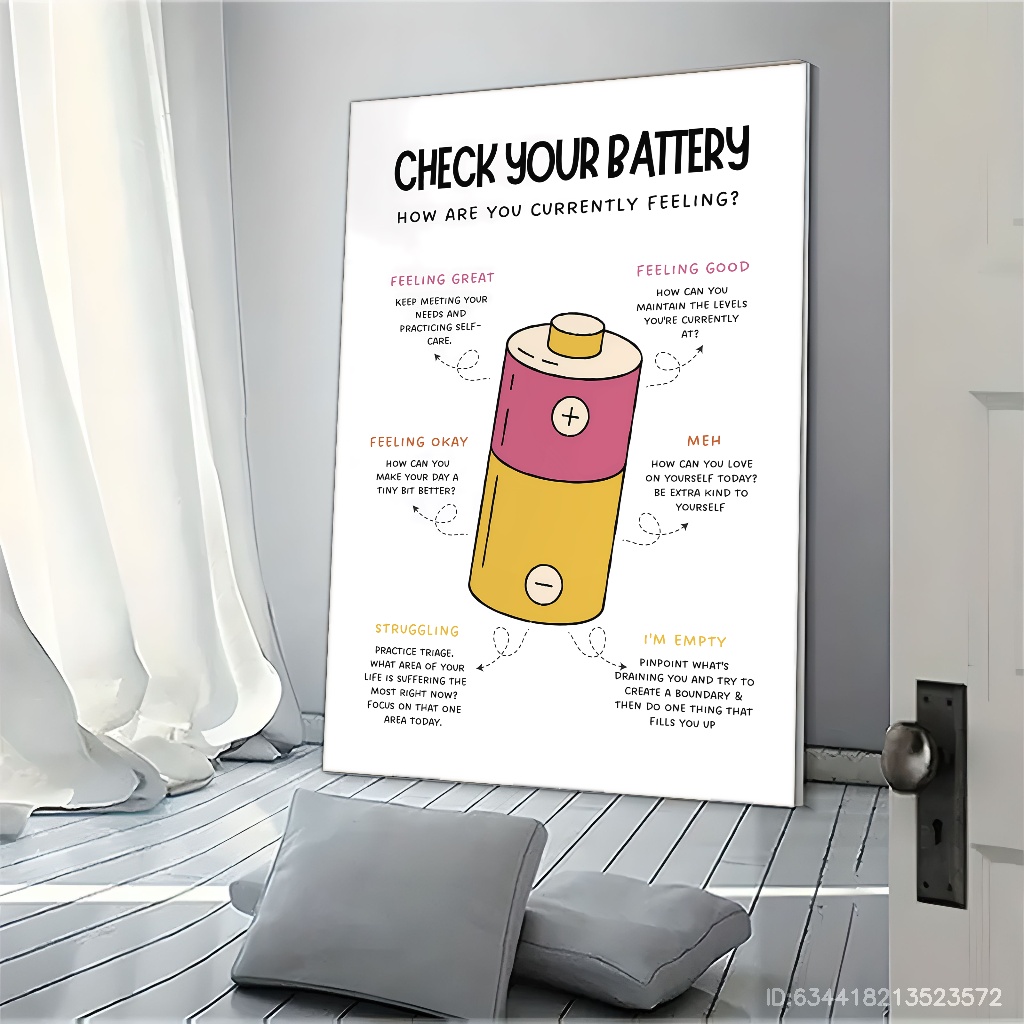 CHECK YOUR BATTERY
HOW ARE YOU CURRENTLY FEELING?
FEELING GREAT
KEEP MEETING YOUR
NEEDS AND
PRACTICING SELF-
CARE.
FEELING GOOD
HOW CAN YOU
MAINTAIN THE LEVELS
YOU'RE CURRENTLY
AT?
+
FEELING OKAY
HOW CAN YOU
MAKE YOUR DAY A
TINY BIT BETTER?
MEH
HOW CAN YOU LOVE
ON YOURSELF TODAY?
BE EXTRA KIND TO
YOURSELF
−
STRUGGLING
PRACTICE TRIAGE.
WHAT AREA OF YOUR
LIFE IS SUFFERING THE
MOST RIGHT NOW?
FOCUS ON THAT ONE
AREA TODAY.
I'M EMPTY
PINPOINT WHAT'S
DRAINING YOU AND TRY TO
CREATE A BOUNDARY &
THEN DO ONE THING THAT
FILLS YOU UP
ID:634418213523572